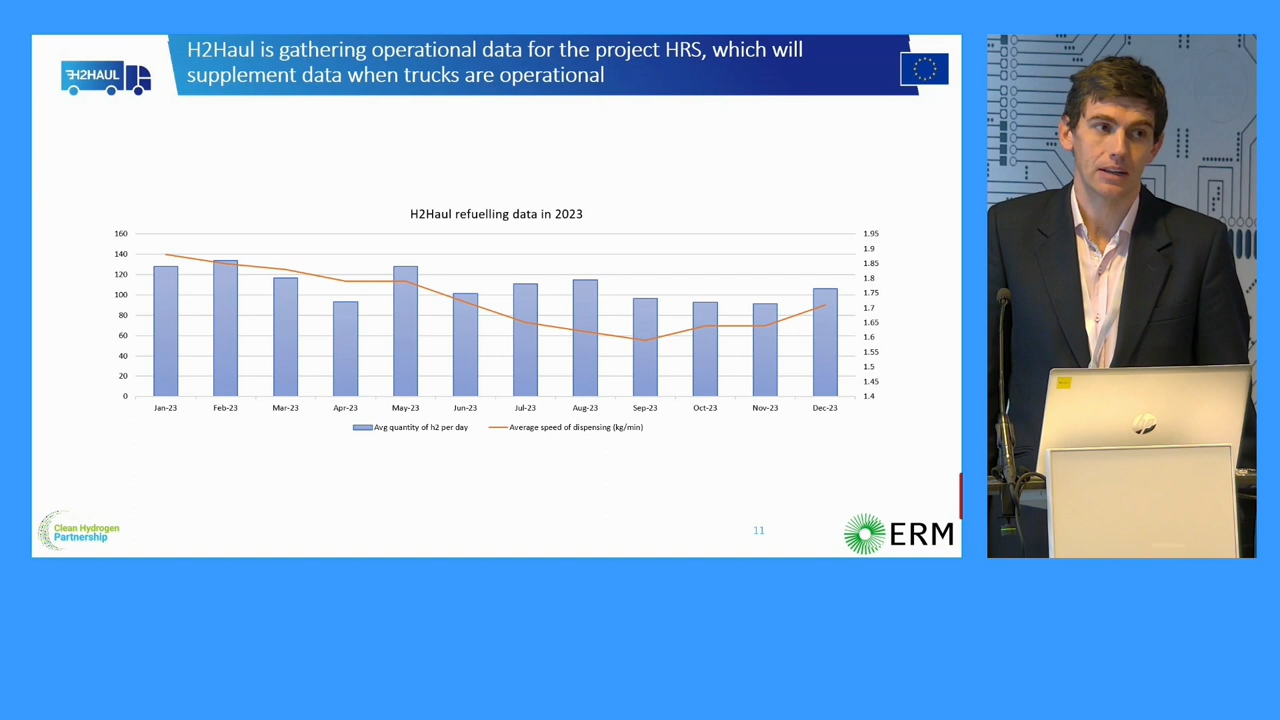 H2Haul is gathering operational data for the project HRS, which will
supplement data when trucks are operational
H2HAUL
H2Haul refuelling data in 2023
160
140
120
100
80
60
40
20
0
1.95
1.9
1.85
1.8
1.75
1.7
1.65
1.6
1.55
1.5
1.45
1.4
Jan-23 Feb-23 Mar-23 Apr-23 May-23 Jun-23 Jul-23 Aug-23 Sep-23 Oct-23 Nov-23 Dec-23
Avg quantity of h2 per day Average speed of dispensing (kg/min)
Clean Hydrogen
Partnership
11
ERM
hp